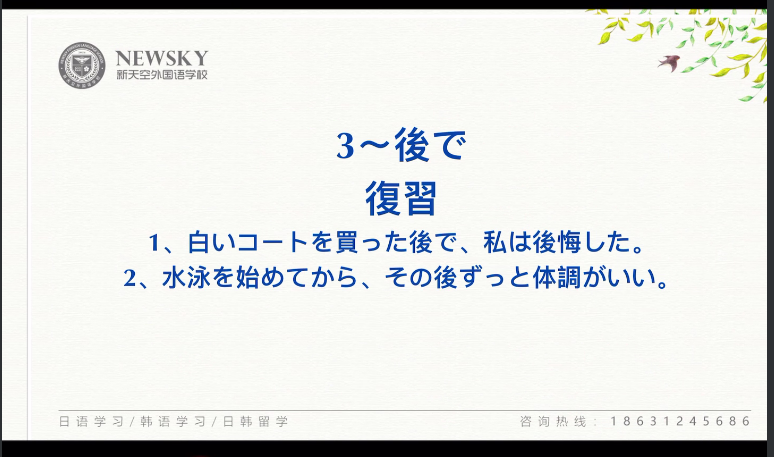 NEWSKY
新天空外国语学校
3～後で
復習
1、白いコートを買った後で、私は後悔した。
2、水泳を始めてから、その後ずっと体調がいい。
日语学习/韩语学习/日韩留学
咨询热线：18631245686